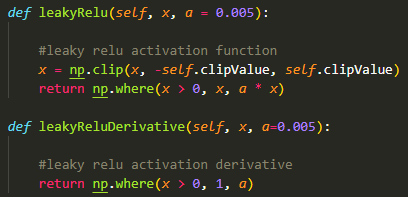 def leakyRelu(self, x, a = 0.005):
#leaky relu activation function
x = np.clip(x, -self.clipValue, self.clipValue)
return np.where(x > 0, x, a * x)
def leakyReluDerivative(self, x, a=0.005):
#leaky relu activation derivative
return np.where(x > 0, 1, a)